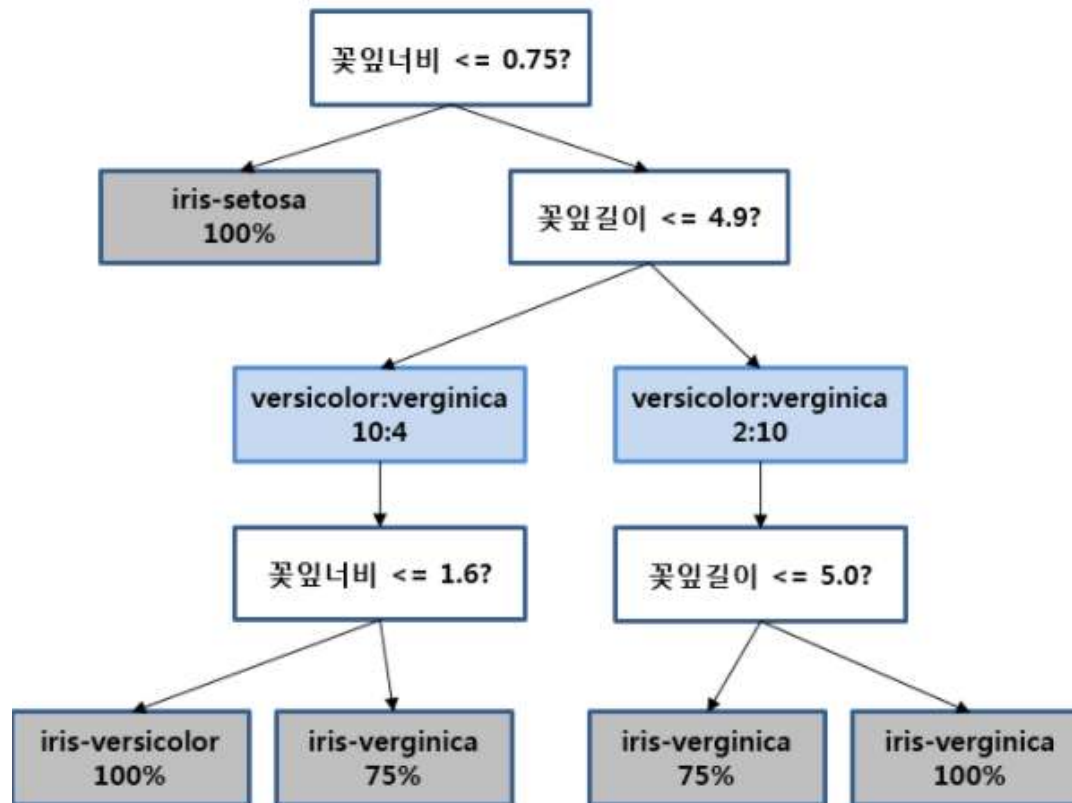 꽃잎너비 <= 0.75?
iris-setosa
100%
꽃잎길이 <= 4.9?
versicolor:verginica
10:4
versicolor:verginica
2:10
꽃잎너비 <= 1.6?
꽃잎길이 <= 5.0?
iris-versicolor
100%
iris-verginica
75%
iris-verginica
75%
iris-verginica
100%